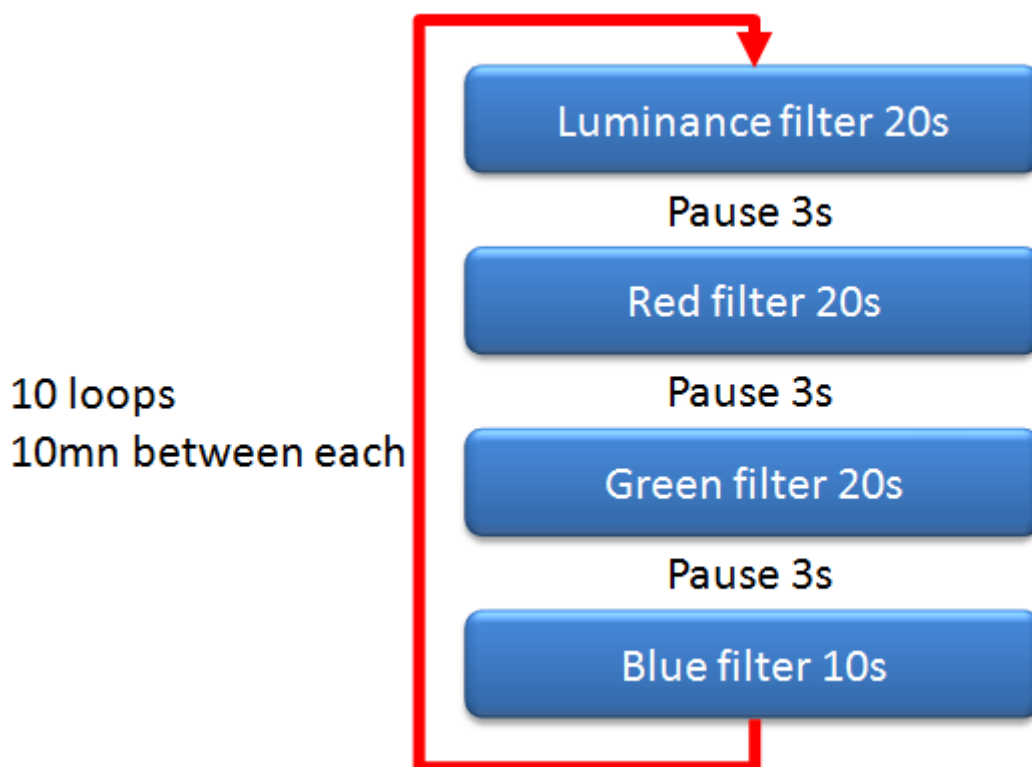 Luminance filter 20s
Pause 3s
Red filter 20s
Pause 3s
10 loops
10mn between each
Green filter 20s
Pause 3s
Blue filter 10s